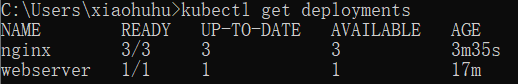 C:\Users\xiaohuhu>kubectl get deployments
NAME READY UP-TO-DATE AVAILABLE AGE
nginx 3/3 3 3 3m35s
webserver 1/1 1 1 17m